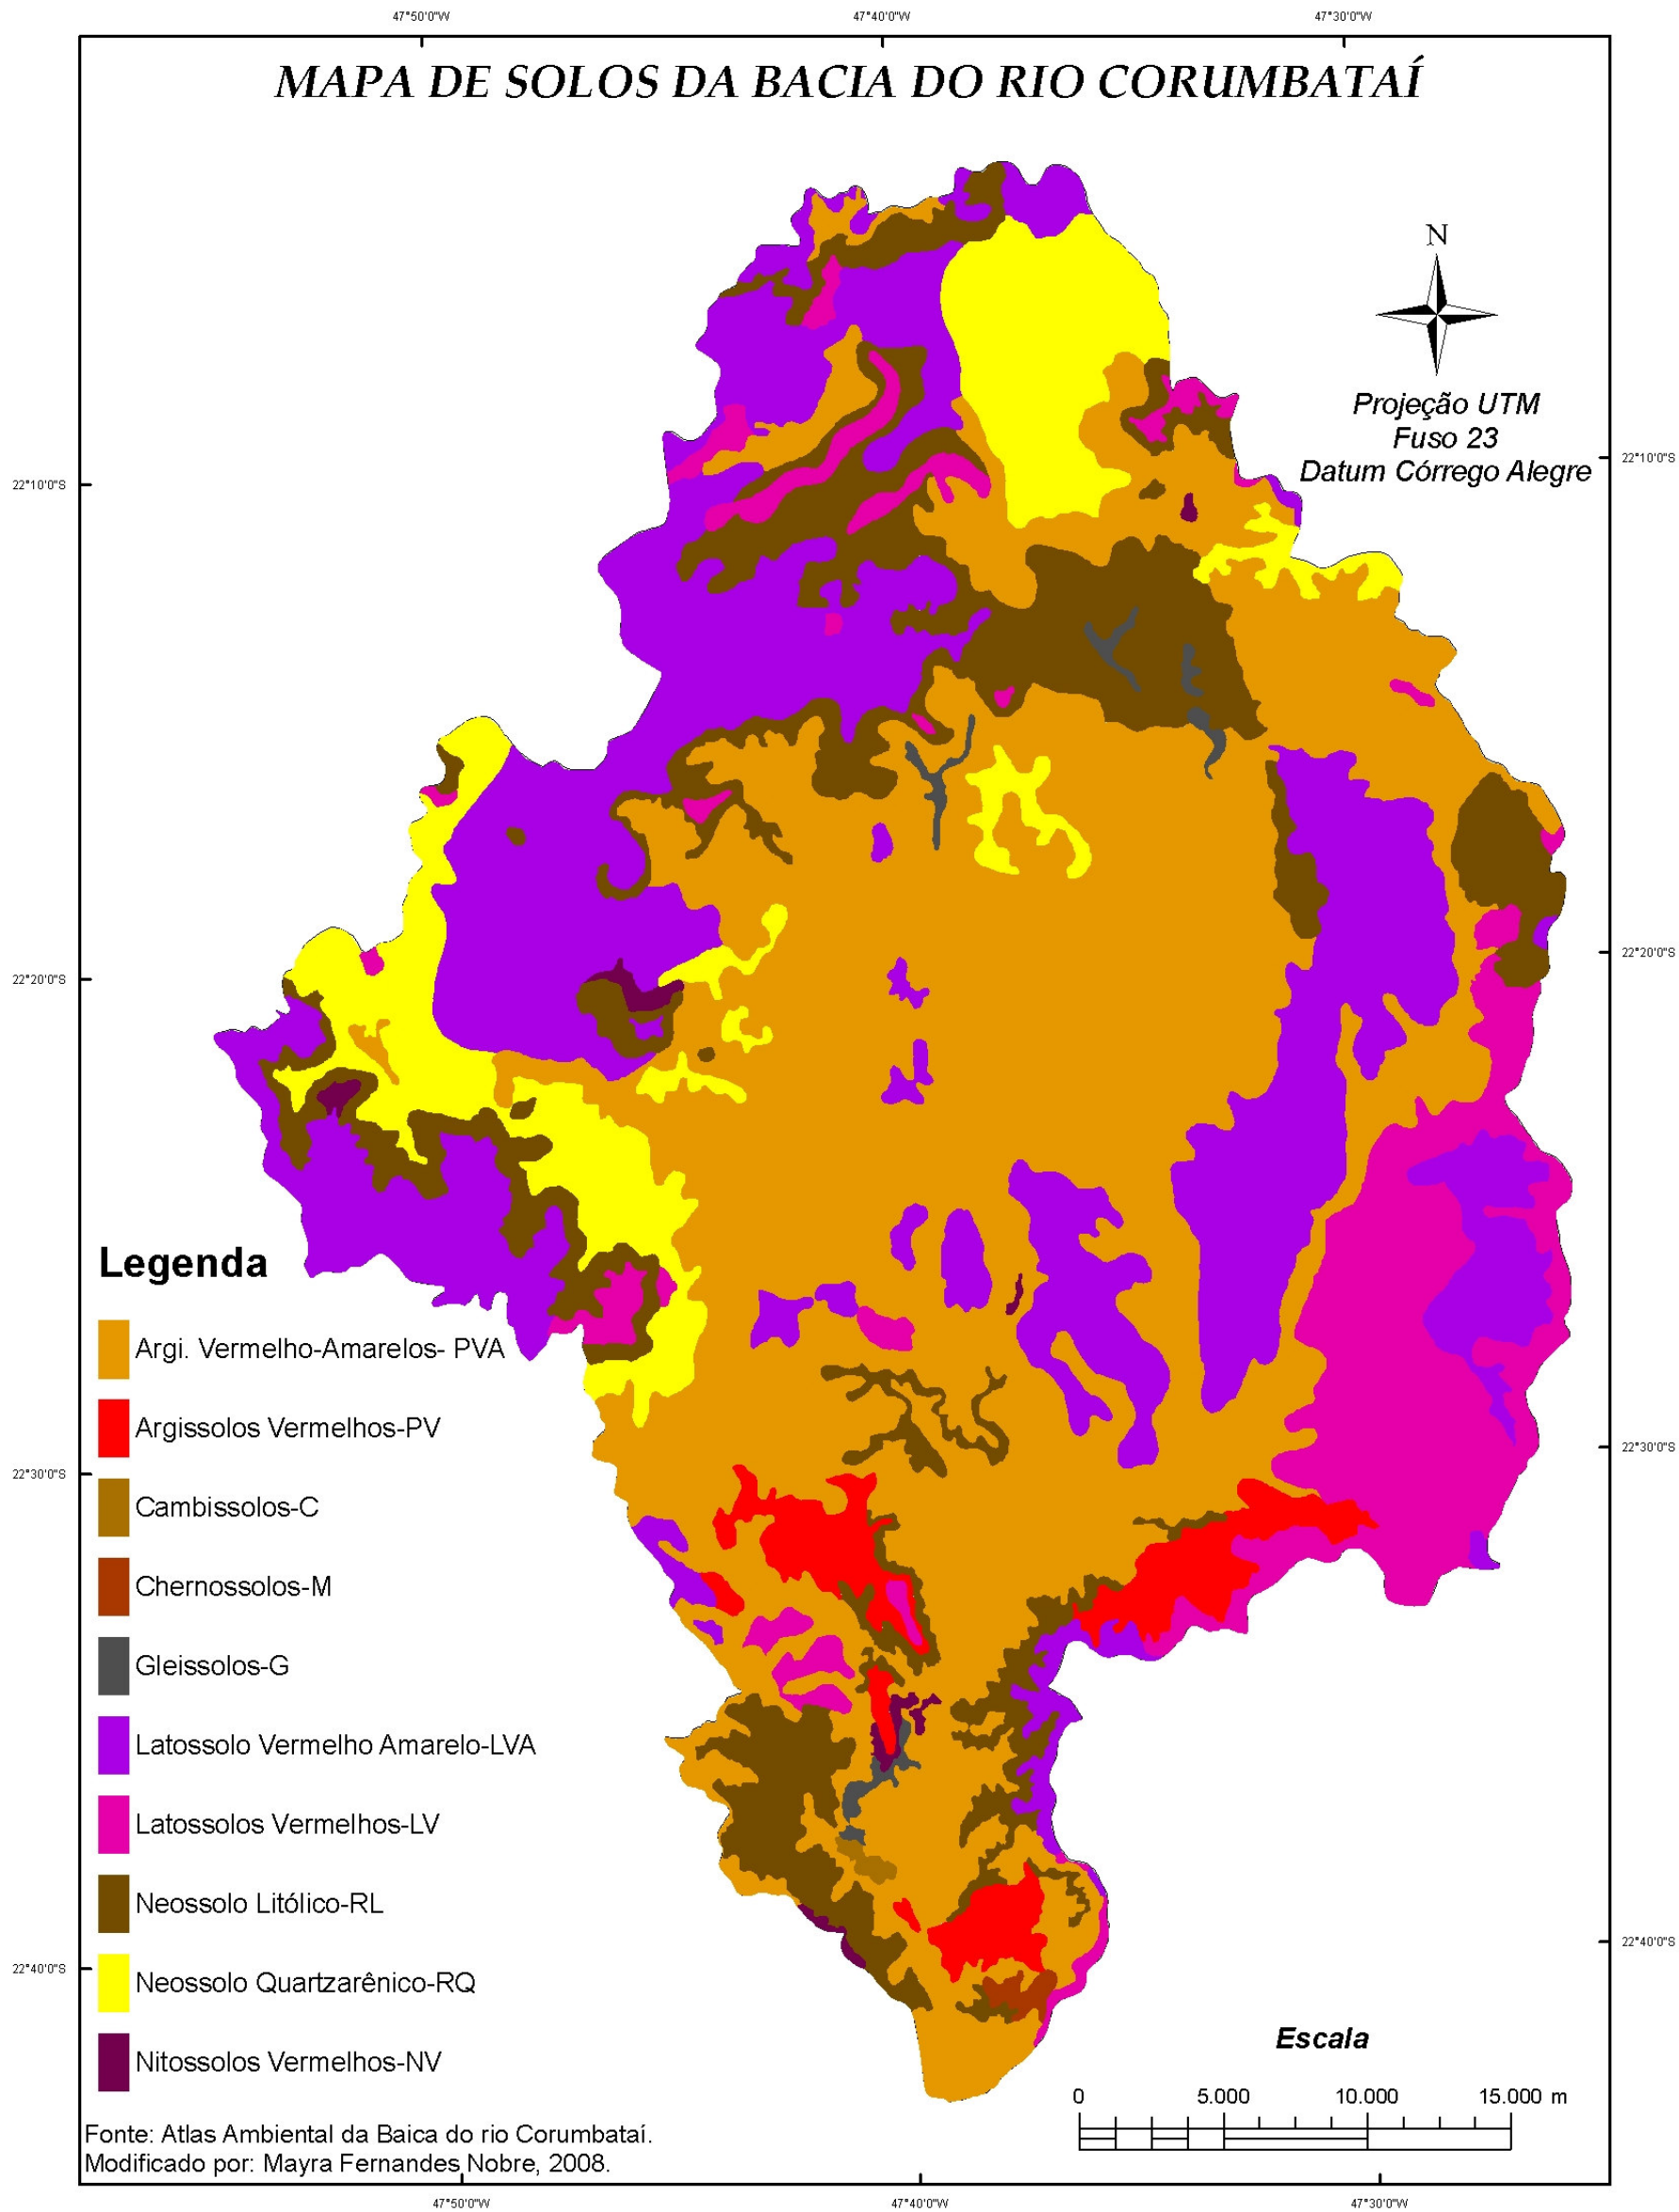 47°50'0"W 47°40'0"W 47°30'0"W
MAPA DE SOLOS DA BACIA DO RIO CORUMBATAÍ
N
Projeção UTM
Fuso 23
Datum Córrego Alegre
22°10'0"S
22°10'0"S
22°20'0"S
22°20'0"S
Legenda
Argi. Vermelho-Amarelos- PVA
Argissolos Vermelhos-PV
22°30'0"S
22°30'0"S
Cambissolos-C
Chernossolos-M
Gleissolos-G
Latossolo Vermelho Amarelo-LVA
Latossolos Vermelhos-LV
Neossolo Litólico-RL
22°40'0"S
22°40'0"S
Neossolo Quartzarênico-RQ
Nitossolos Vermelhos-NV
Escala
0 5.000 10.000 15.000 m
Fonte: Atlas Ambiental da Baica do rio Corumbataí.
Modificado por: Mayra Fernandes Nobre, 2008.
47°50'0"W 47°40'0"W 47°30'0"W